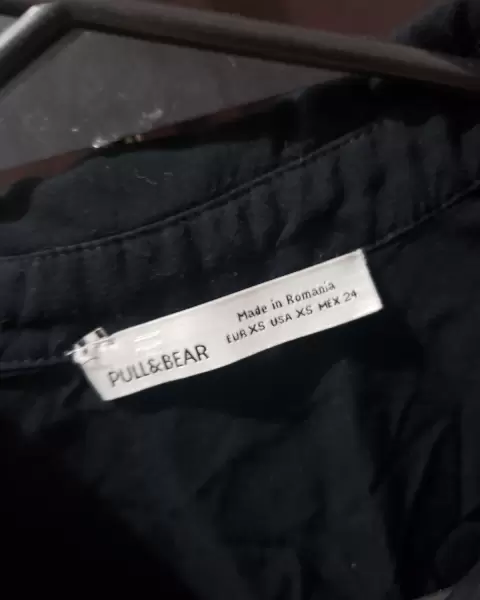 Made in Romania
EUR XS USA XS MEX 24
PULL&BEAR